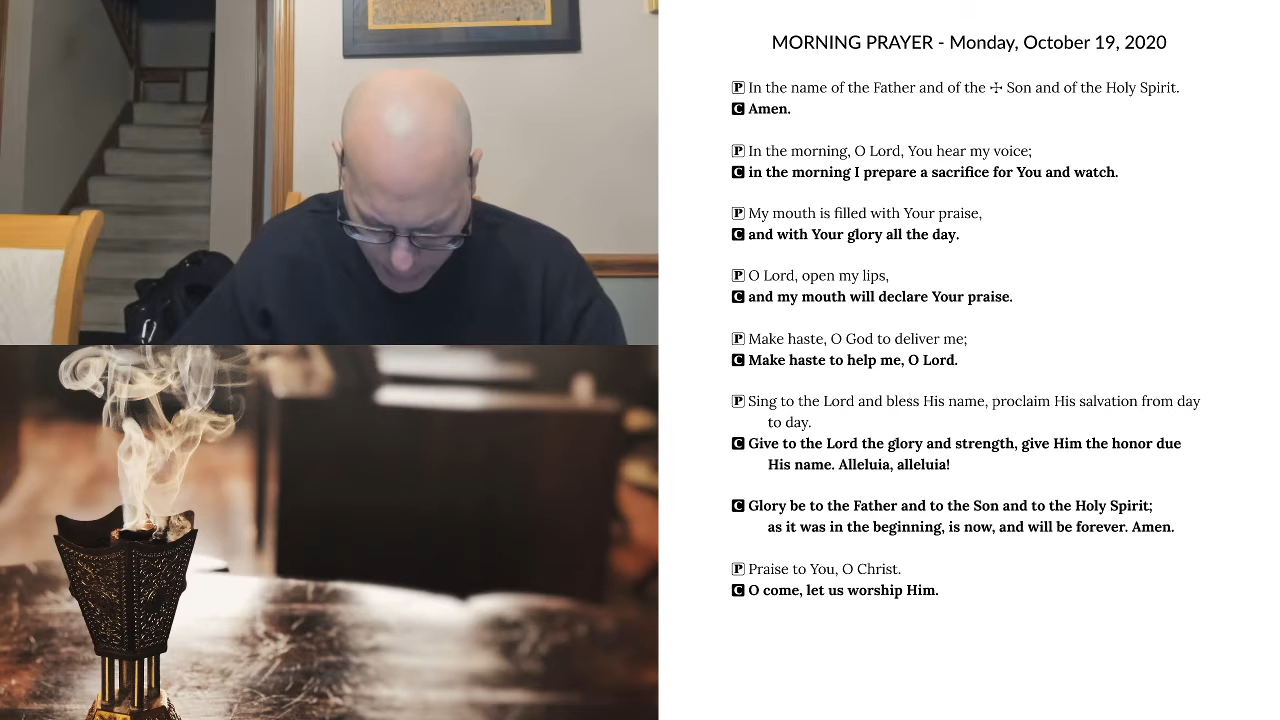 MORNING PRAYER - Monday, October 19, 2020
P In the name of the Father and of the ☩ Son and of the Holy Spirit.
C Amen.
P In the morning, O Lord, You hear my voice;
C in the morning I prepare a sacrifice for You and watch.
P My mouth is filled with Your praise,
C and with Your glory all the day.
P O Lord, open my lips,
C and my mouth will declare Your praise.
P Make haste, O God to deliver me;
C Make haste to help me, O Lord.
P Sing to the Lord and bless His name, proclaim His salvation from day
to day.
C Give to the Lord the glory and strength, give Him the honor due
His name. Alleluia, alleluia!
C Glory be to the Father and to the Son and to the Holy Spirit;
as it was in the beginning, is now, and will be forever. Amen.
P Praise to You, O Christ.
C O come, let us worship Him.